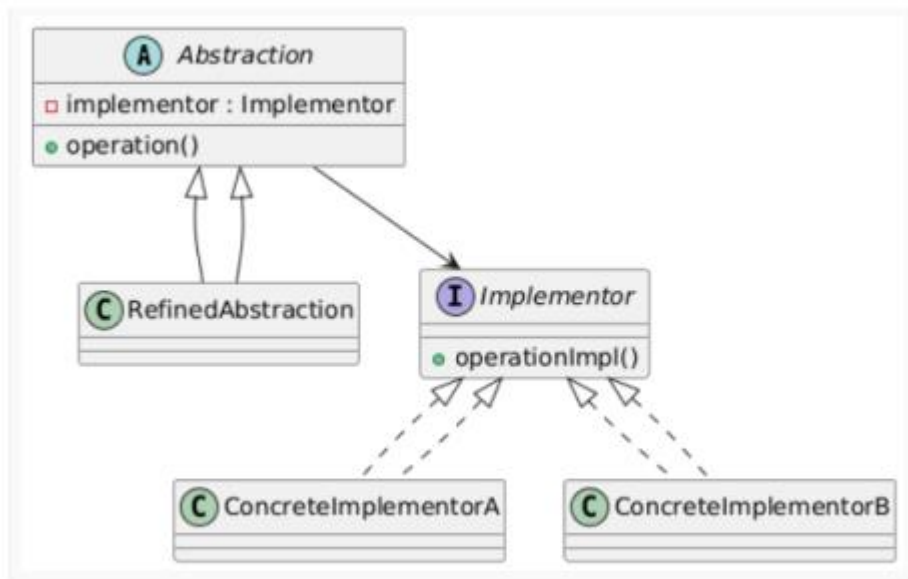 A Abstraction
implementor : Implementor
operation()
C RefinedAbstraction
I Implementor
operationImpl()
C ConcreteImplementorA
C ConcreteImplementorB